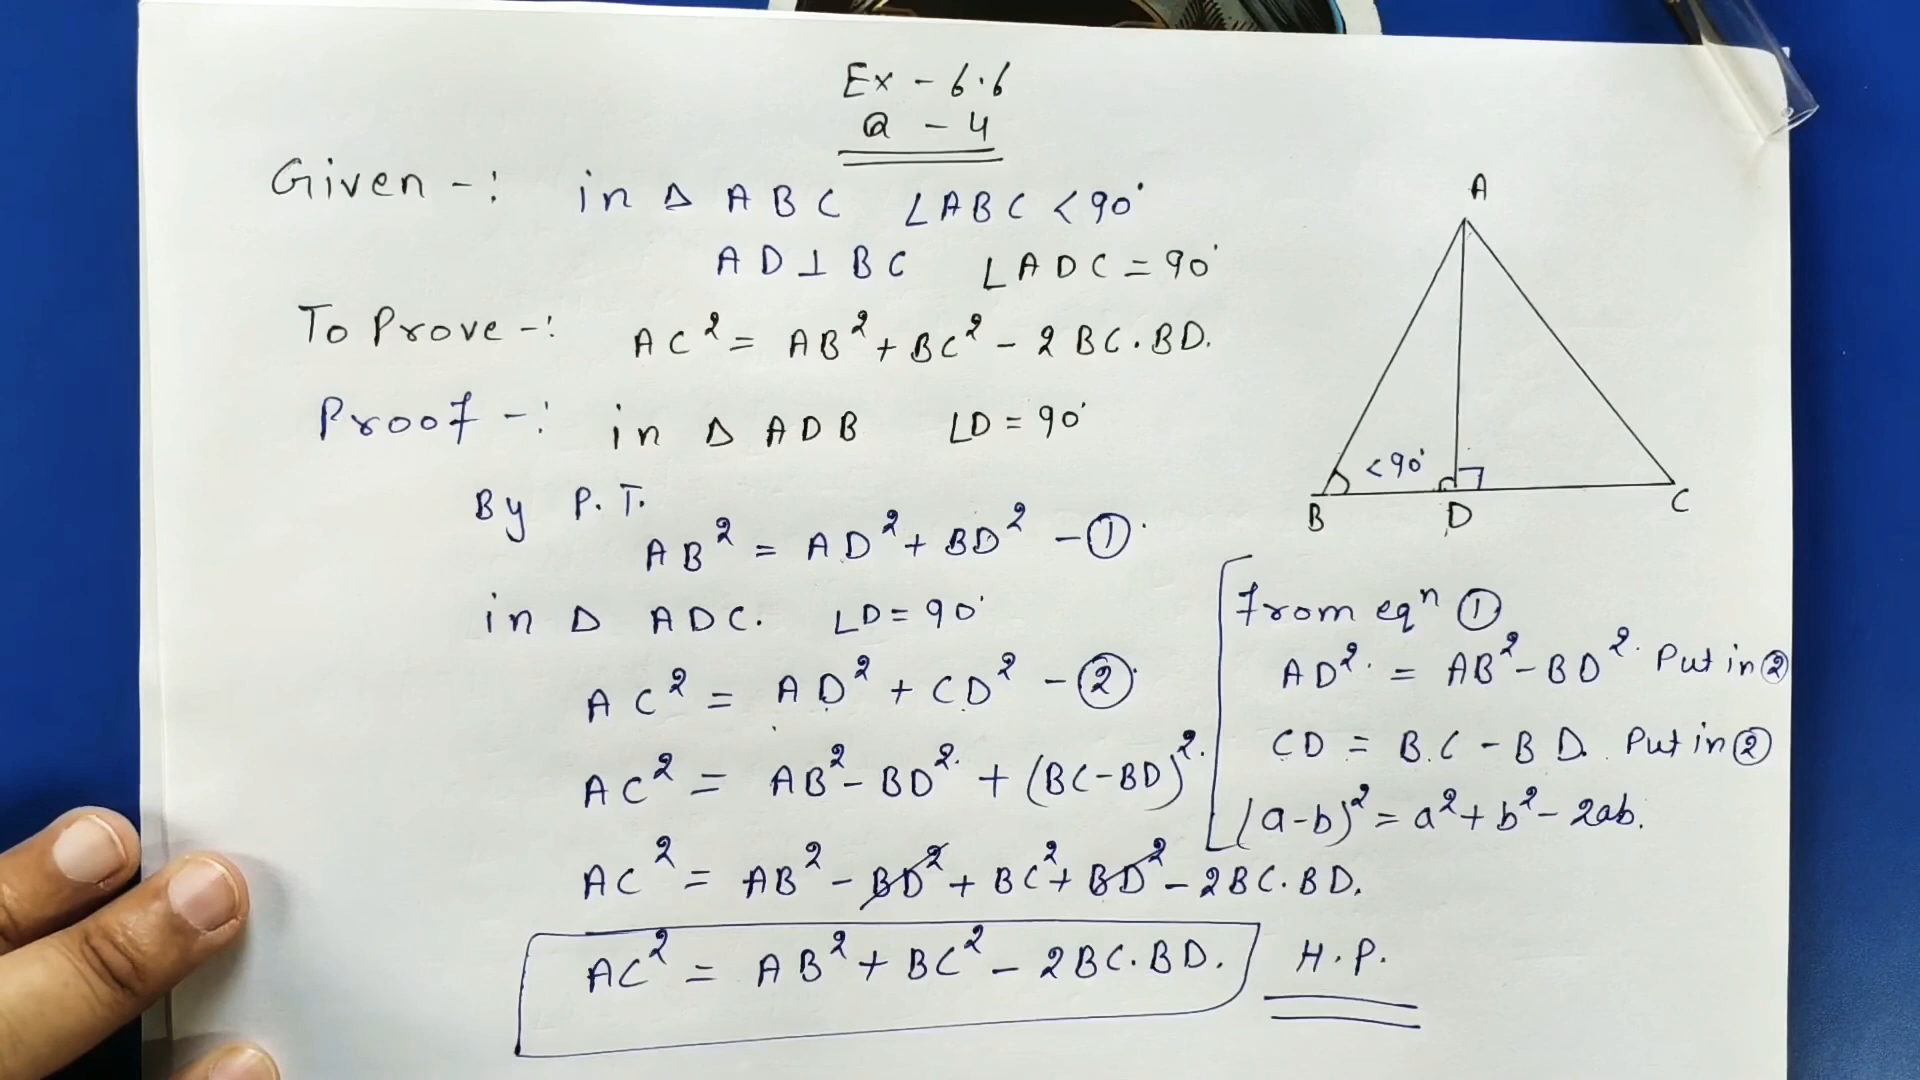 Ex - 6.6
Q - 4
Given -: in Δ ABC ∠ABC < 90°
AD ⊥ BC ∠ADC = 90°
To Prove -: AC² = AB² + BC² - 2BC.BD.
Proof -: in Δ ADB ∠D = 90°
By P.T.
AB² = AD² + BD² - ①
in Δ ADC. ∠D = 90°
AC² = AD² + CD² - ②
AC² = AB² - BD² + (BC - BD)²
AC² = AB² - BD² + BC² + BD² - 2BC.BD.
AC² = AB² + BC² - 2BC.BD. H.P.
A
<90°
B D C
from eqⁿ ①
AD² = AB² - BD² Put in ②
CD = BC - BD. Put in ②
(a-b)² = a² + b² - 2ab.